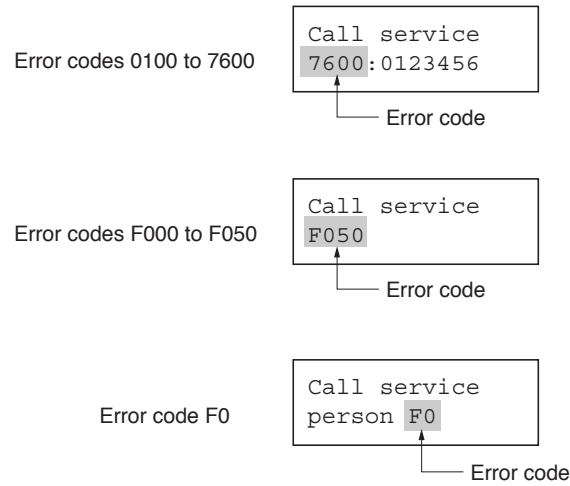 Error codes 0100 to 7600
Call service
7600:0123456
Error code
Error codes F000 to F050
Call service
F050
Error code
Error code F0
Call service
person F0
Error code